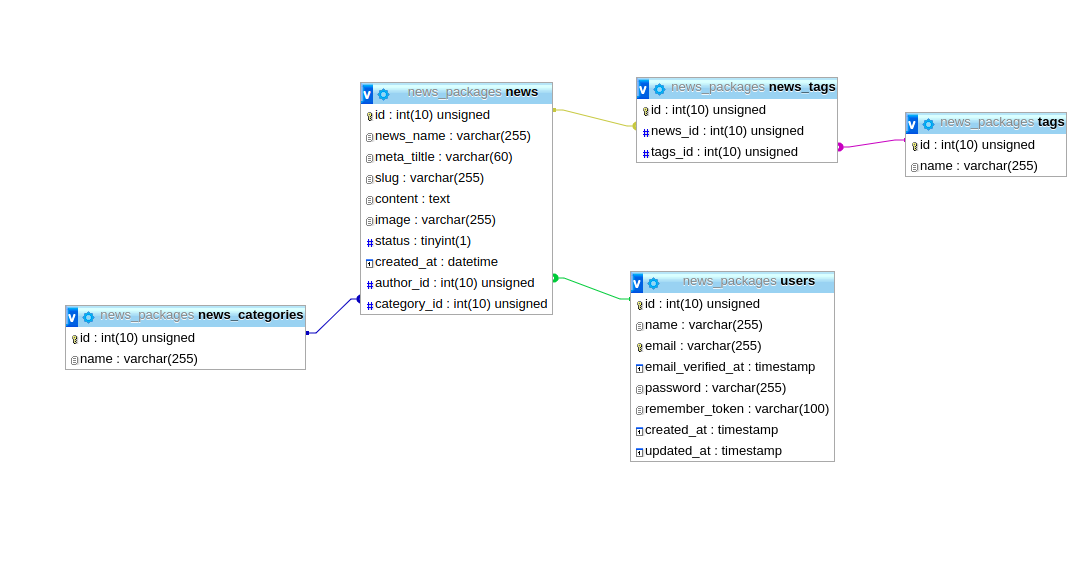 news_packages news
id : int(10) unsigned
news_name : varchar(255)
meta_tiltle : varchar(60)
slug : varchar(255)
content : text
image : varchar(255)
status : tinyint(1)
created_at : datetime
author_id : int(10) unsigned
category_id : int(10) unsigned
news_packages news_tags
id : int(10) unsigned
news_id : int(10) unsigned
tags_id : int(10) unsigned
news_packages tags
id : int(10) unsigned
name : varchar(255)
news_packages news_categories
id : int(10) unsigned
name : varchar(255)
news_packages users
id : int(10) unsigned
name : varchar(255)
email : varchar(255)
email_verified_at : timestamp
password : varchar(255)
remember_token : varchar(100)
created_at : timestamp
updated_at : timestamp